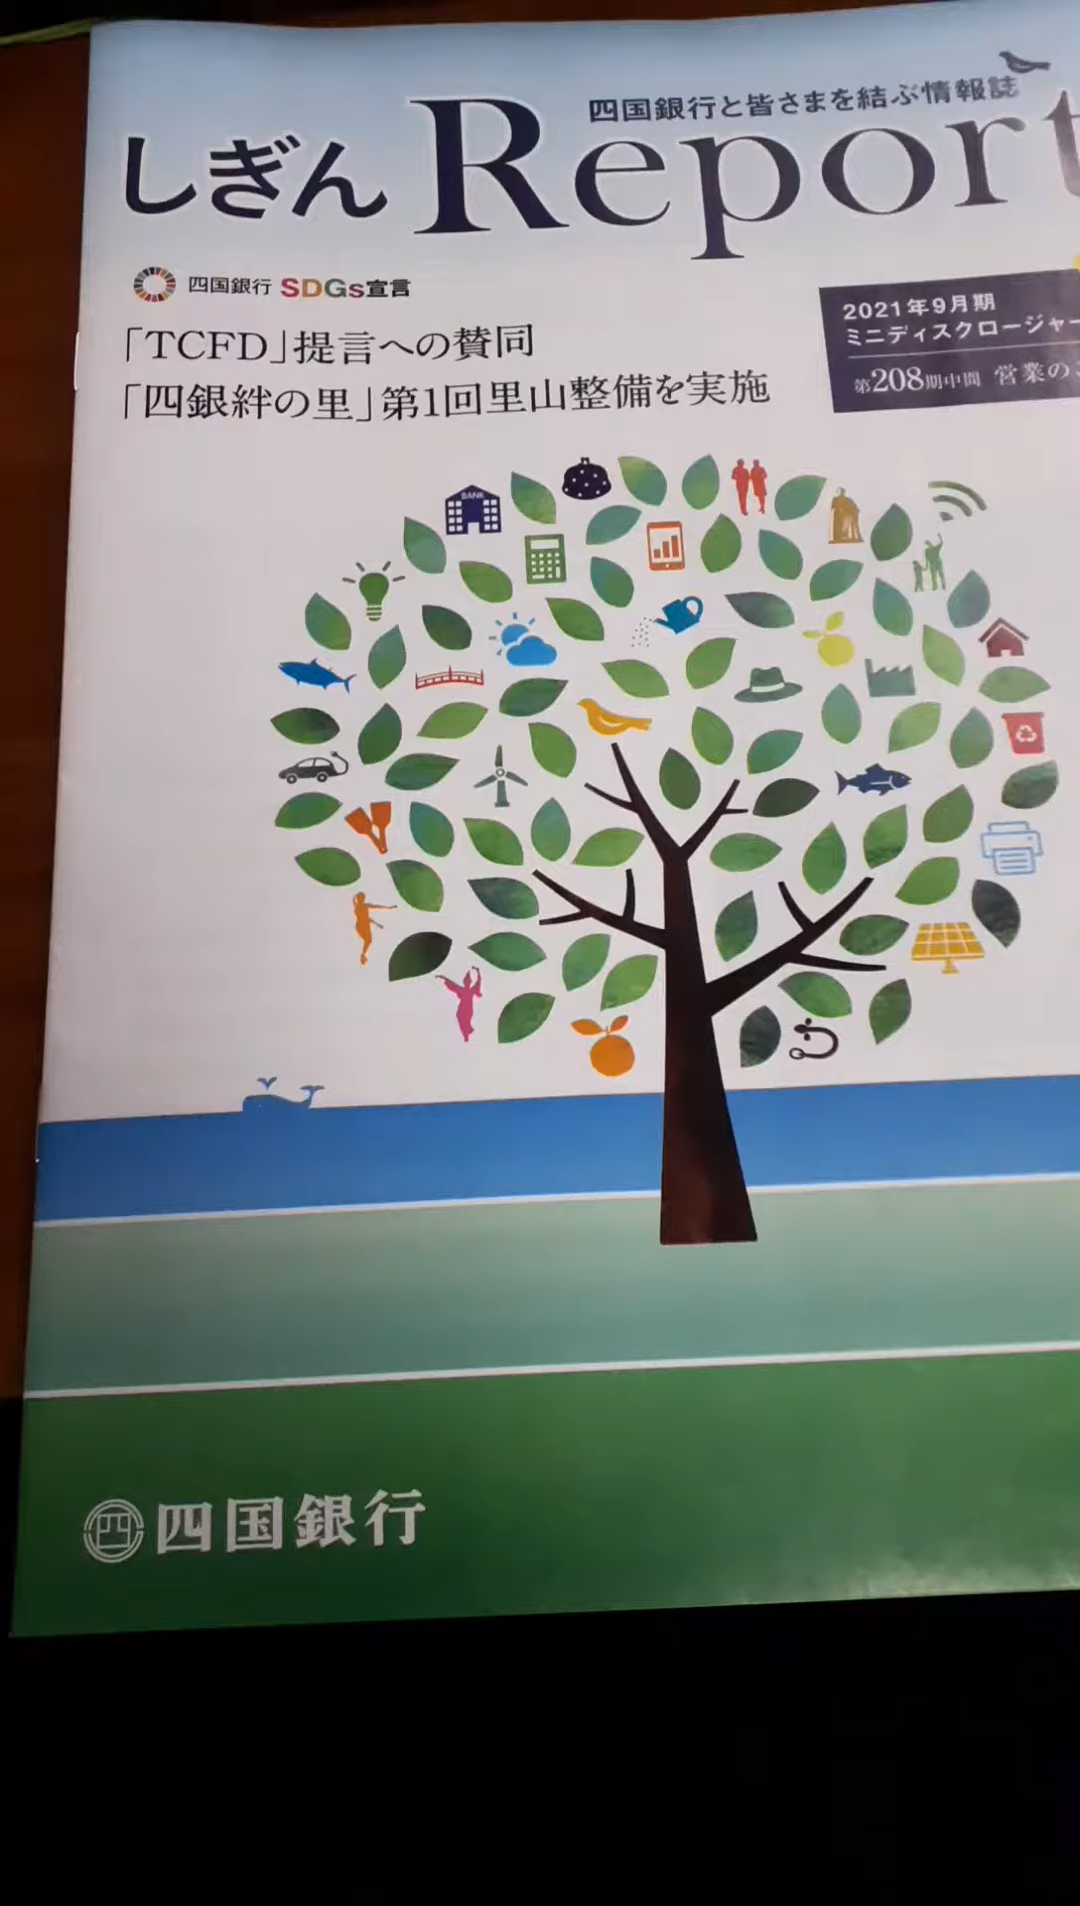 四国銀行と皆さまを結ぶ情報誌
しぎん Report
四国銀行 SDGs宣言
「TCFD」提言への賛同
「四銀絆の里」第1回里山整備を実施
2021年9月期
ミニディスクロージャー
第208期中間 営業の
BANK
四国銀行